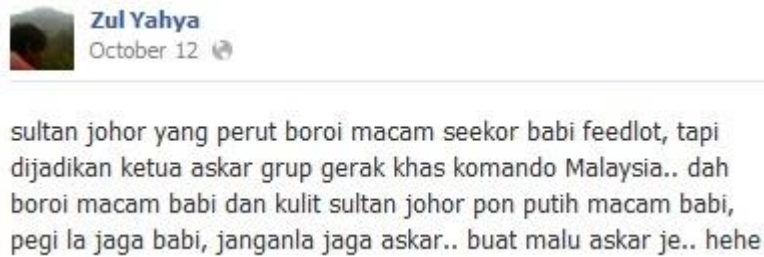 Zul Yahya
October 12
sultan johor yang perut boroi macam seekor babi feedlot, tapi
dijadikan ketua askar grup gerak khas komando Malaysia.. dah
boroi macam babi dan kulit sultan johor pon putih macam babi,
pegi la jaga babi, janganla jaga askar.. buat malu askar je.. hehe